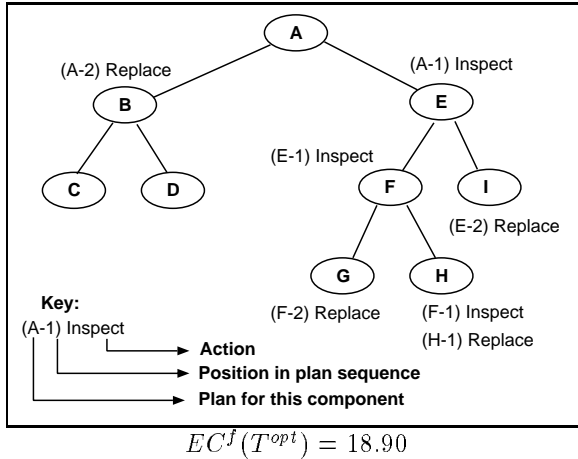 A
(A-2) Replace
(A-1) Inspect
B
E
(E-1) Inspect
C
D
F
I
(E-2) Replace
G
H
(F-2) Replace
(F-1) Inspect
(H-1) Replace
Key:
(A-1) Inspect
Action
Position in plan sequence
Plan for this component
EC^f(T^opt) = 18.90